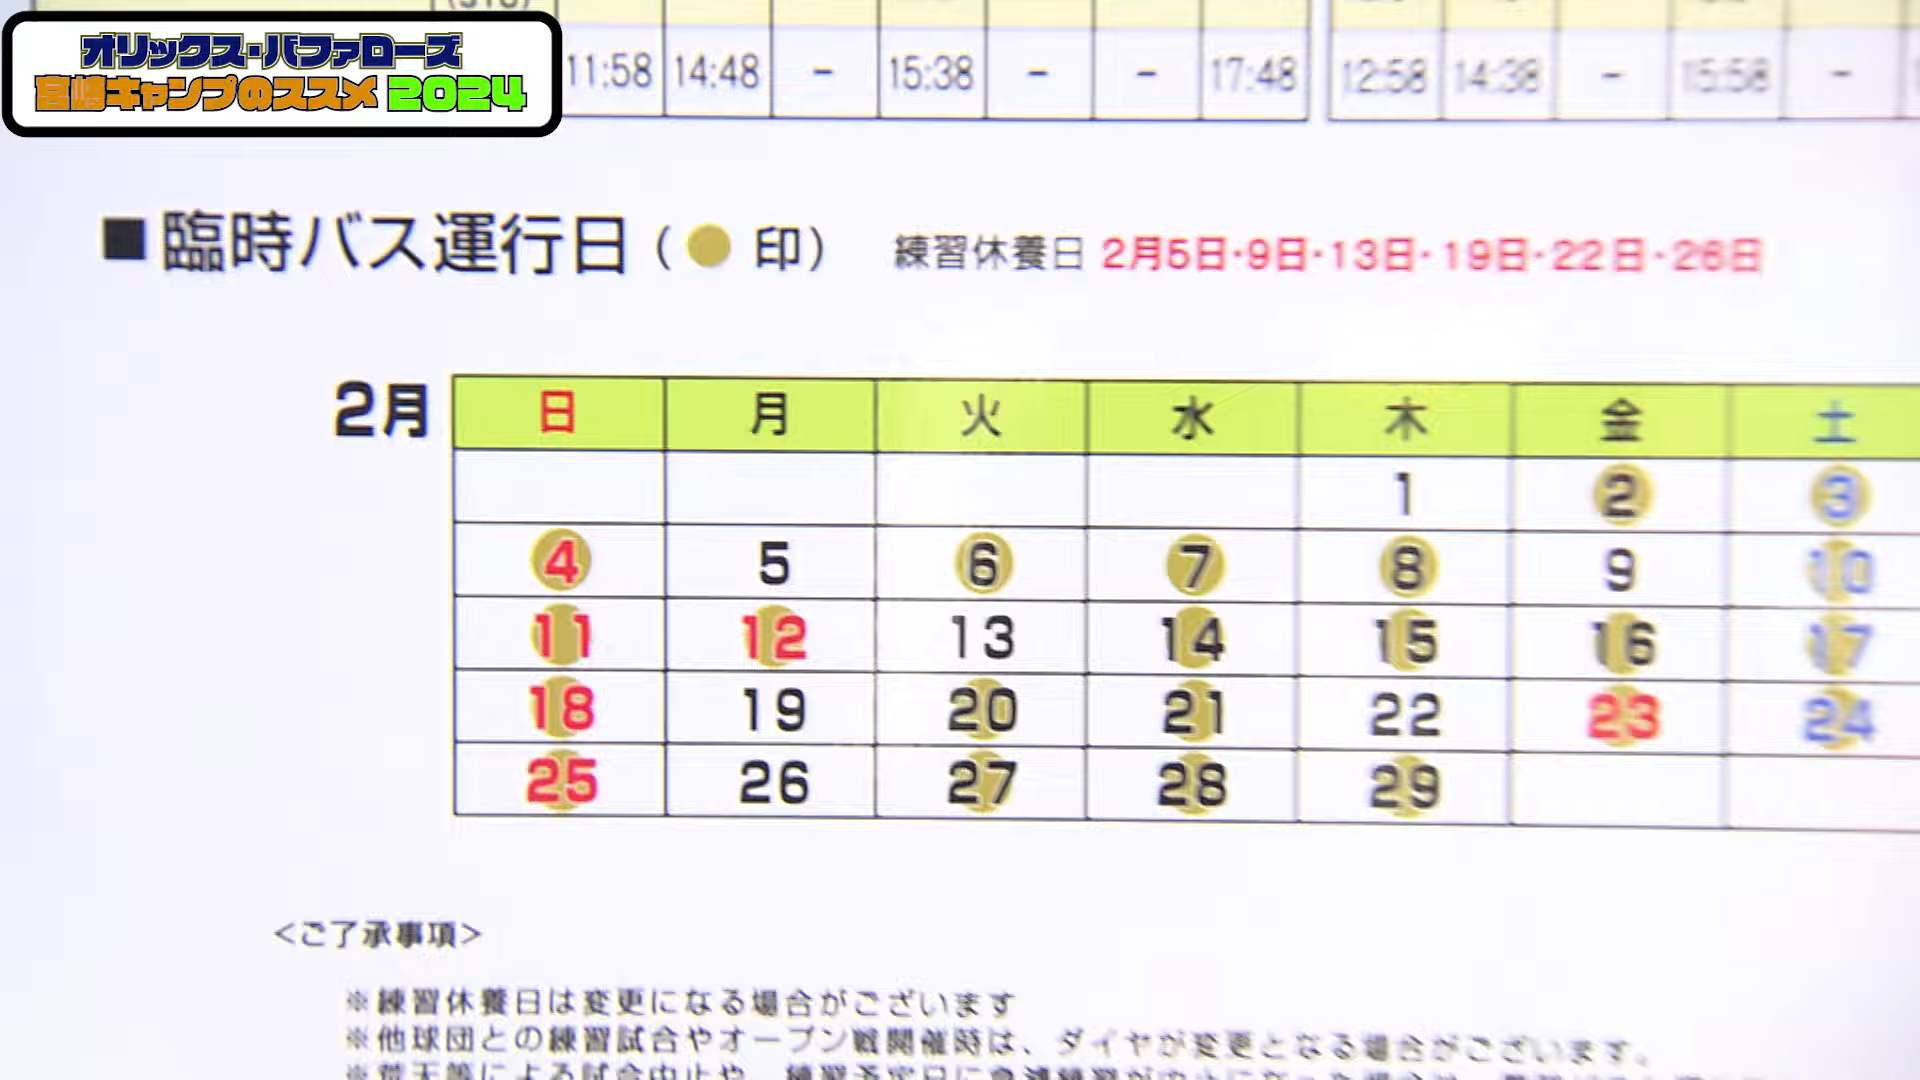 オリックス・バファローズ
宮崎キャンプのススメ 2024
11:58 14:48 - 15:38 - - 17:48 12:58 14:38 - 15:58 -
■臨時バス運行日(●印) 練習休養日 2月5日・9日・13日・19日・22日・26日
2月 日 月 火 水 木 金 土
1 2 3
4 5 6 7 8 9 10
11 12 13 14 15 16 17
18 19 20 21 22 23 24
25 26 27 28 29
<ご了承事項>
※練習休養日は変更になる場合がございます
※他球団との練習試合やオープン戦開催時は、ダイヤが変更となる場合がございます。